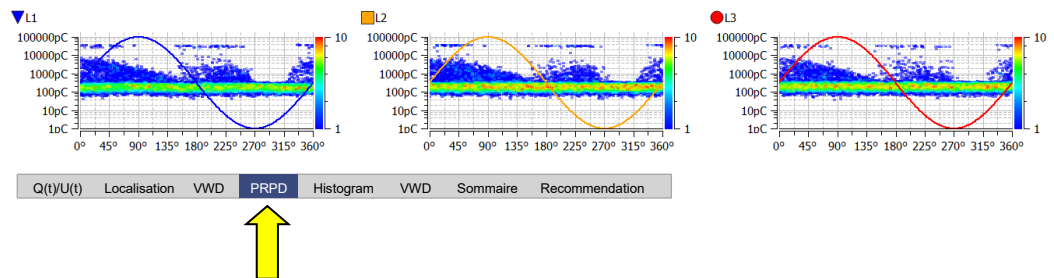 L1 L2 L3
100000pC 10 100000pC 10 100000pC 10
10000pC 10000pC 10000pC
1000pC 1000pC 1000pC
100pC 100pC 100pC
10pC 10pC 10pC
1pC 1 1pC 1 1pC 1
0° 45° 90° 135° 180° 225° 270° 315° 360° 0° 45° 90° 135° 180° 225° 270° 315° 360° 0° 45° 90° 135° 180° 225° 270° 315° 360°
Q(t)/U(t) Localisation VWD PRPD Histogram VWD Sommaire Recommendation